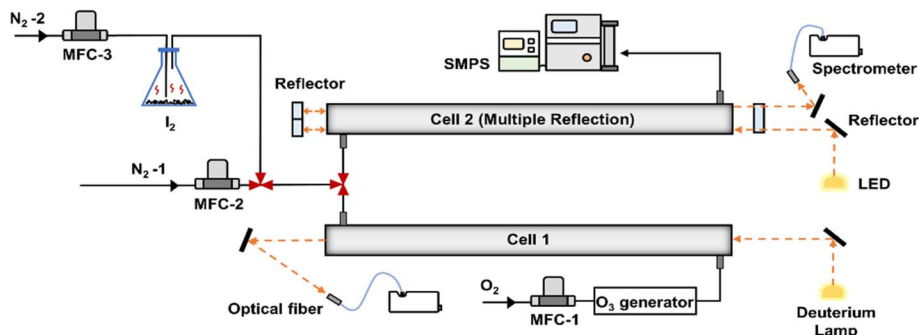 N₂-2
MFC-3
I₂
SMPS
Spectrometer
Reflector
Cell 2 (Multiple Reflection)
Reflector
N₂-1
MFC-2
LED
Cell 1
Optical fiber
O₂
MFC-1
O₃ generator
Deuterium
Lamp